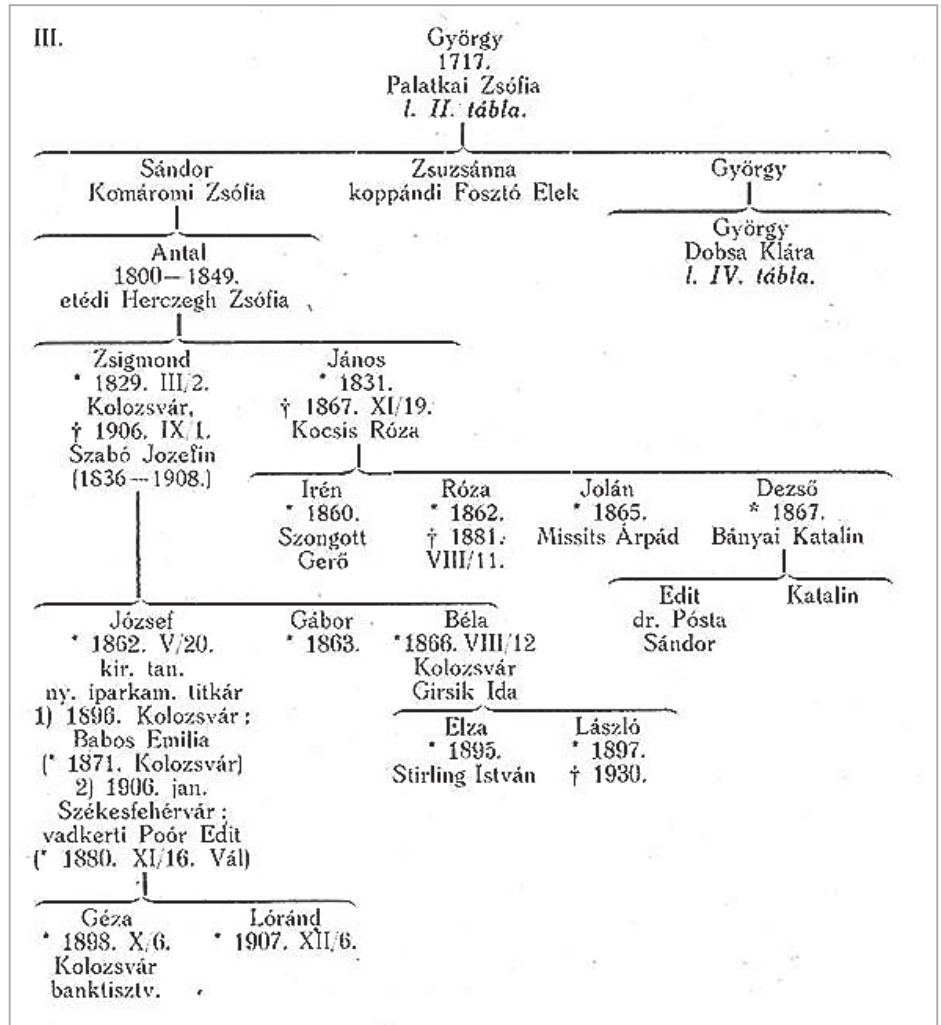 III.
György
1717.
Palatkai Zsófia
l. II. tábla.
Sándor
Komáromi Zsófia
Zsuzsánna
koppándi Fosztó Elek
György
György
Dobsa Klára
l. IV. tábla.
Antal
1800—1849.
etédi Herczegh Zsófia
Zsigmond
* 1829. III/2.
Kolozsvár,
† 1906. IX/1.
Szabó Jozefin
(1836—1908.)
János
* 1831.
† 1867. XI/19.
Kocsis Róza
Irén
* 1860.
Szongott
Gerő
Róza
* 1862.
† 1881.
VIII/11.
Jolán
* 1865.
Missits Árpád
Dezső
* 1867.
Bányai Katalin
Edit
dr. Pósta
Sándor
Katalin
József
* 1862. V/20.
kir. tan.
ny. iparkam. titkár
1) 1896. Kolozsvár :
Babos Emilia
(* 1871. Kolozsvár)
2) 1906. jan.
Székesfehérvár ;
vadkerti Poór Edit
(* 1880. XI/16. Vál)
Gábor
* 1863.
Béla
*1866. VIII/12
Kolozsvár
Girsik Ida
Elza
* 1895.
Stirling István
László
* 1897.
† 1930.
Géza
* 1898. X/6.
Kolozsvár
banktisztv.
Lóránd
* 1907. XII/6.